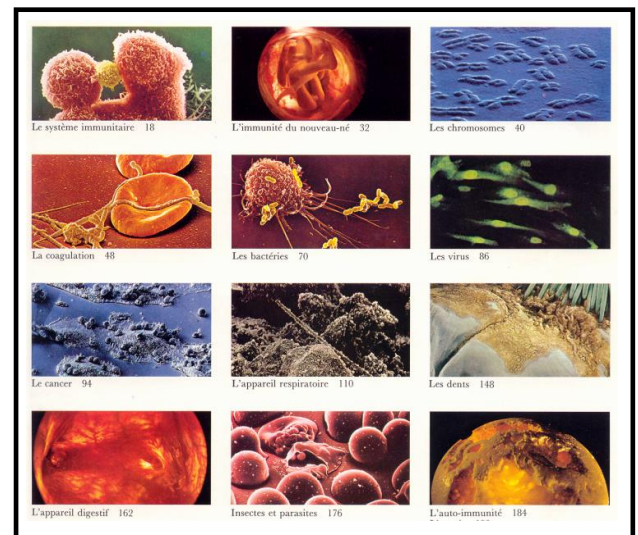 Le système immunitaire 18
L'immunité du nouveau-né 32
Les chromosomes 40
La coagulation 48
Les bactéries 70
Les virus 86
Le cancer 94
L'appareil respiratoire 110
Les dents 148
L'appareil digestif 162
Insectes et parasites 176
L'auto-immunité 184